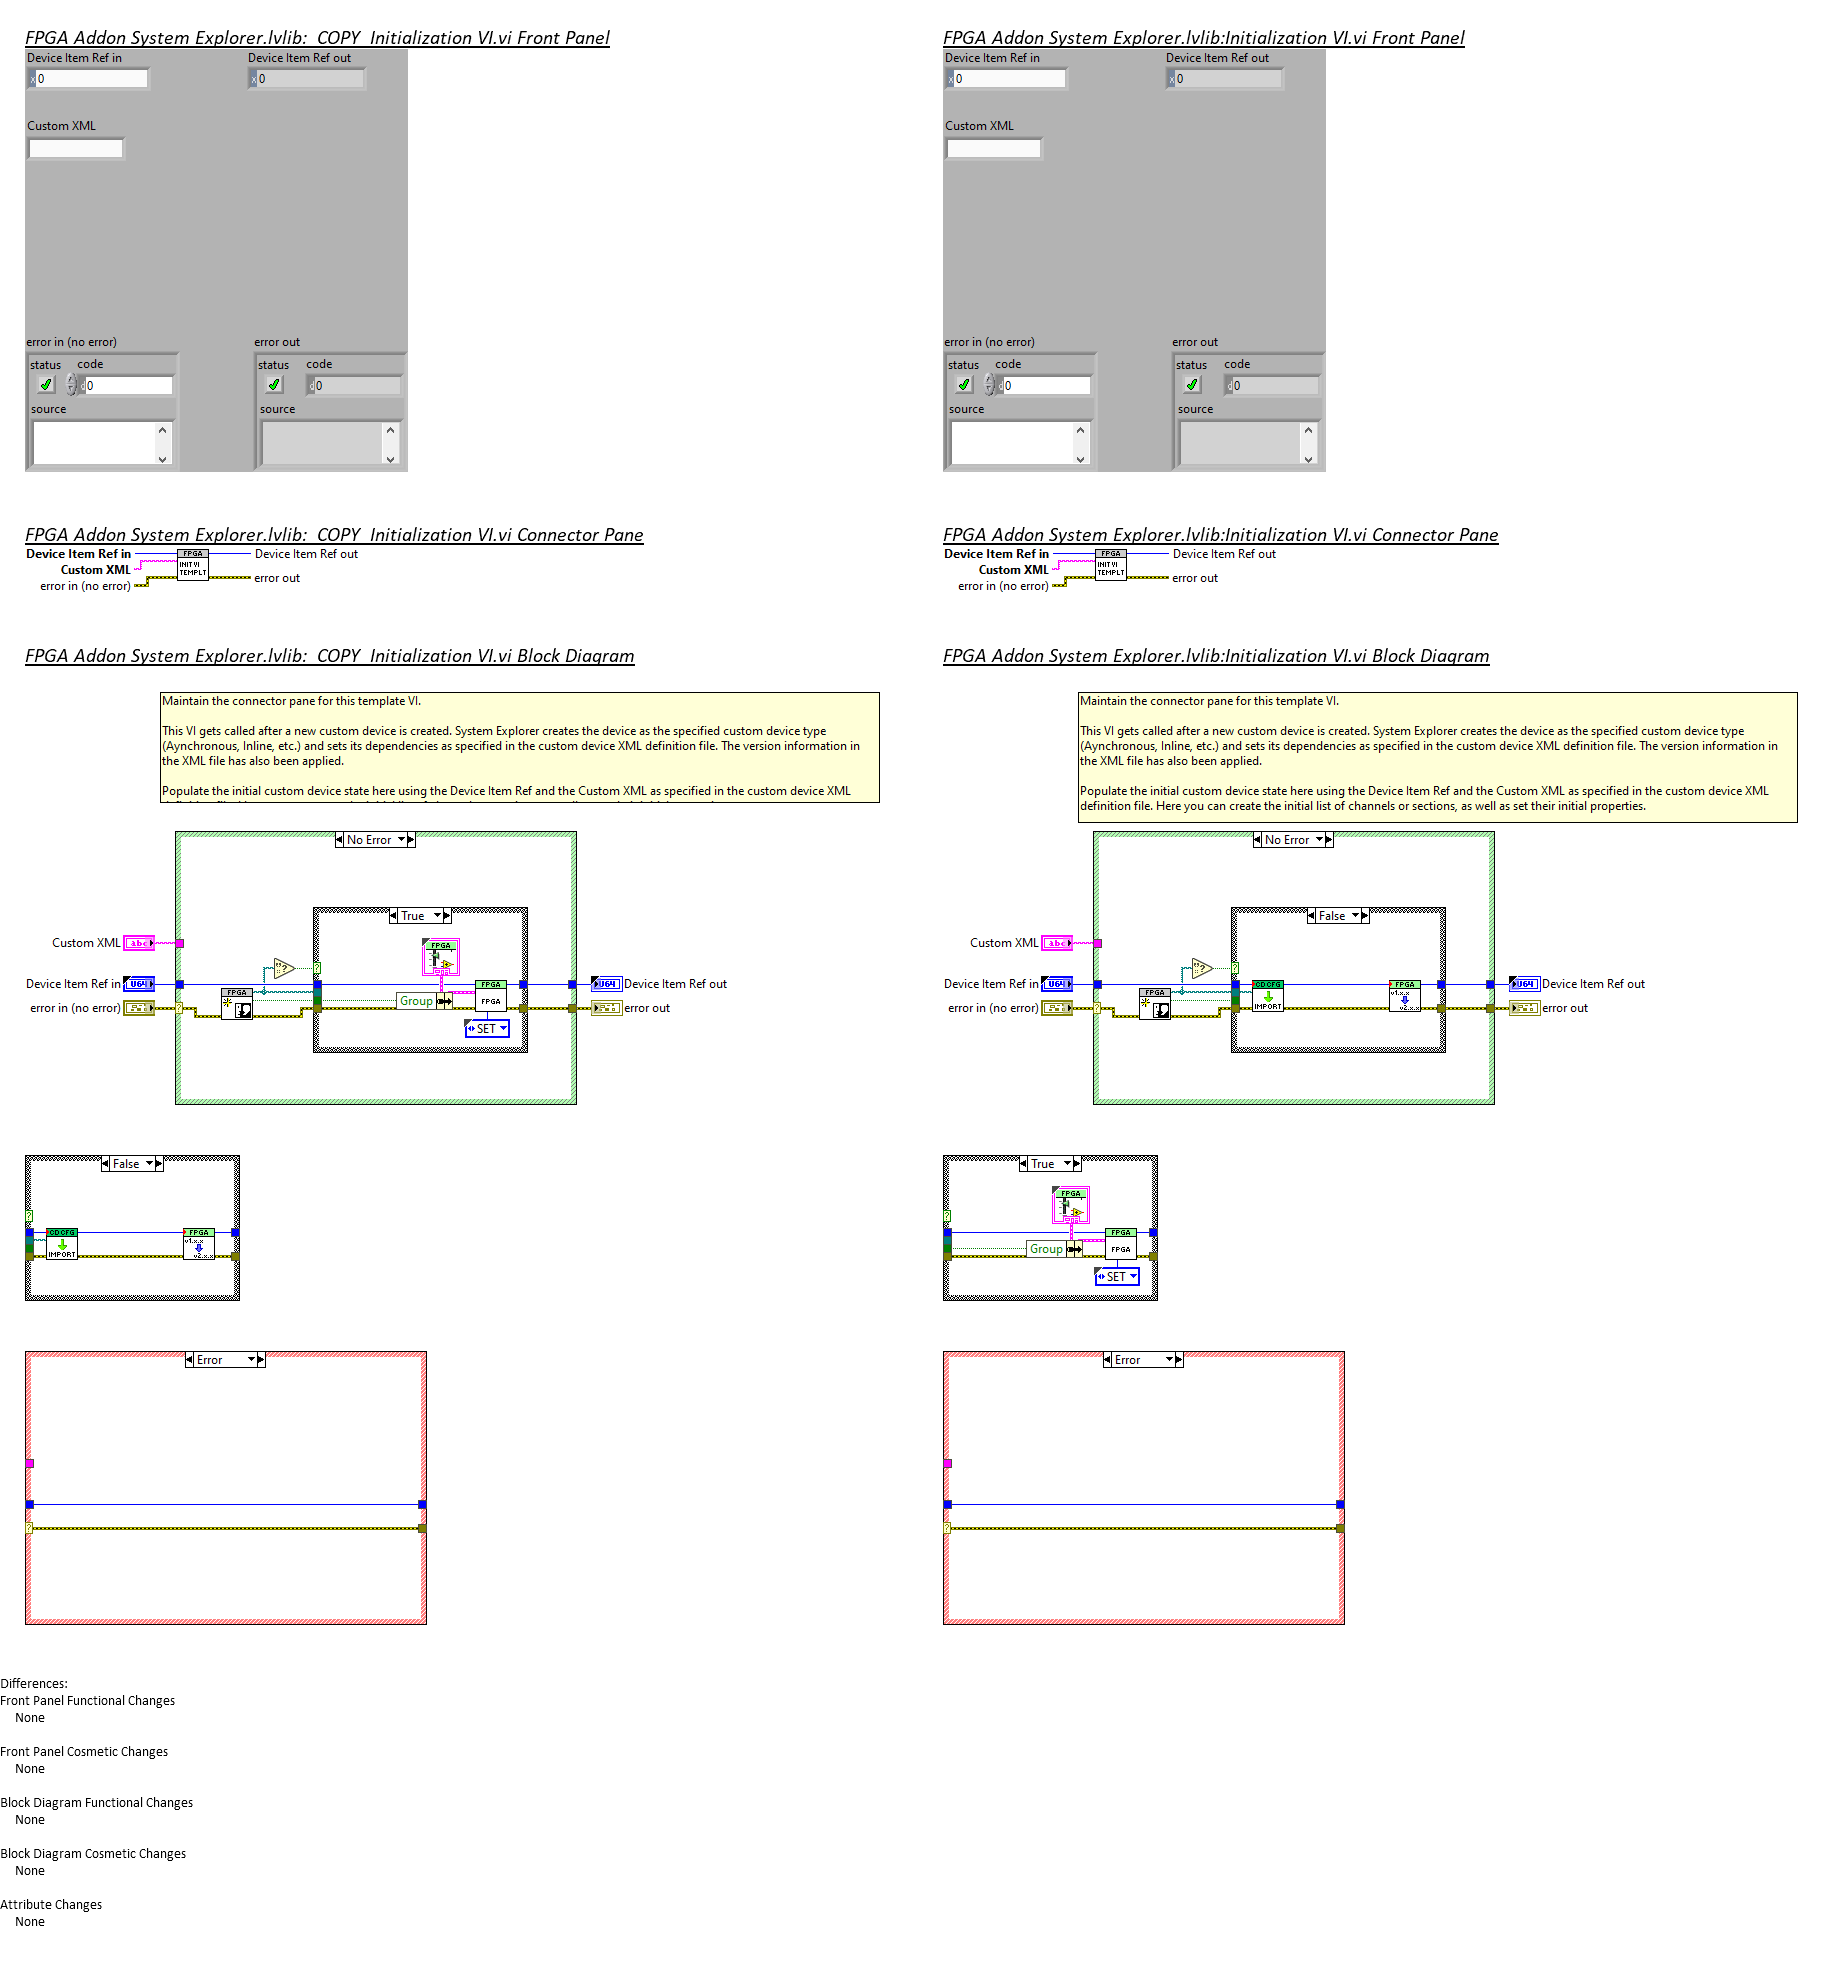 FPGA Addon System Explorer.lvlib:_COPY_Initialization VI.vi Front Panel
Device Item Ref in
Device Item Ref out
x 0
x 0
Custom XML
error in (no error)
error out
status
code
status
code
d 0
d 0
source
source
FPGA Addon System Explorer.lvlib:_COPY_Initialization VI.vi Connector Pane
Device Item Ref in
Device Item Ref out
FPGA
INIT VI
TEMPLT
Custom XML
error in (no error)
error out
FPGA Addon System Explorer.lvlib:_COPY_Initialization VI.vi Block Diagram
Maintain the connector pane for this template VI.
This VI gets called after a new custom device is created. System Explorer creates the device as the specified custom device type
(Aynchronous, Inline, etc.) and sets its dependencies as specified in the custom device XML definition file. The version information in
the XML file has also been applied.
Populate the initial custom device state here using the Device Item Ref and the Custom XML as specified in the custom device XML
No Error
True
FPGA
Custom XML
abc
Device Item Ref in
U64
FPGA
FPGA
FPGA
Group
SET
U64
Device Item Ref out
error in (no error)
error out
False
CD CFG
IMPORT
FPGA
v1.x.x
v2.x.x
Error
FPGA Addon System Explorer.lvlib:Initialization VI.vi Front Panel
Device Item Ref in
Device Item Ref out
x 0
x 0
Custom XML
error in (no error)
error out
status
code
status
code
d 0
d 0
source
source
FPGA Addon System Explorer.lvlib:Initialization VI.vi Connector Pane
Device Item Ref in
Device Item Ref out
FPGA
INIT VI
TEMPLT
Custom XML
error in (no error)
error out
FPGA Addon System Explorer.lvlib:Initialization VI.vi Block Diagram
Maintain the connector pane for this template VI.
This VI gets called after a new custom device is created. System Explorer creates the device as the specified custom device type
(Aynchronous, Inline, etc.) and sets its dependencies as specified in the custom device XML definition file. The version information in
the XML file has also been applied.
Populate the initial custom device state here using the Device Item Ref and the Custom XML as specified in the custom device XML
definition file. Here you can create the initial list of channels or sections, as well as set their initial properties.
No Error
False
Custom XML
abc
Device Item Ref in
U64
FPGA
CD CFG
IMPORT
FPGA
v1.x.x
v2.x.x
U64
Device Item Ref out
error in (no error)
error out
True
FPGA
FPGA
FPGA
Group
SET
Error
Differences:
Front Panel Functional Changes
None
Front Panel Cosmetic Changes
None
Block Diagram Functional Changes
None
Block Diagram Cosmetic Changes
None
Attribute Changes
None